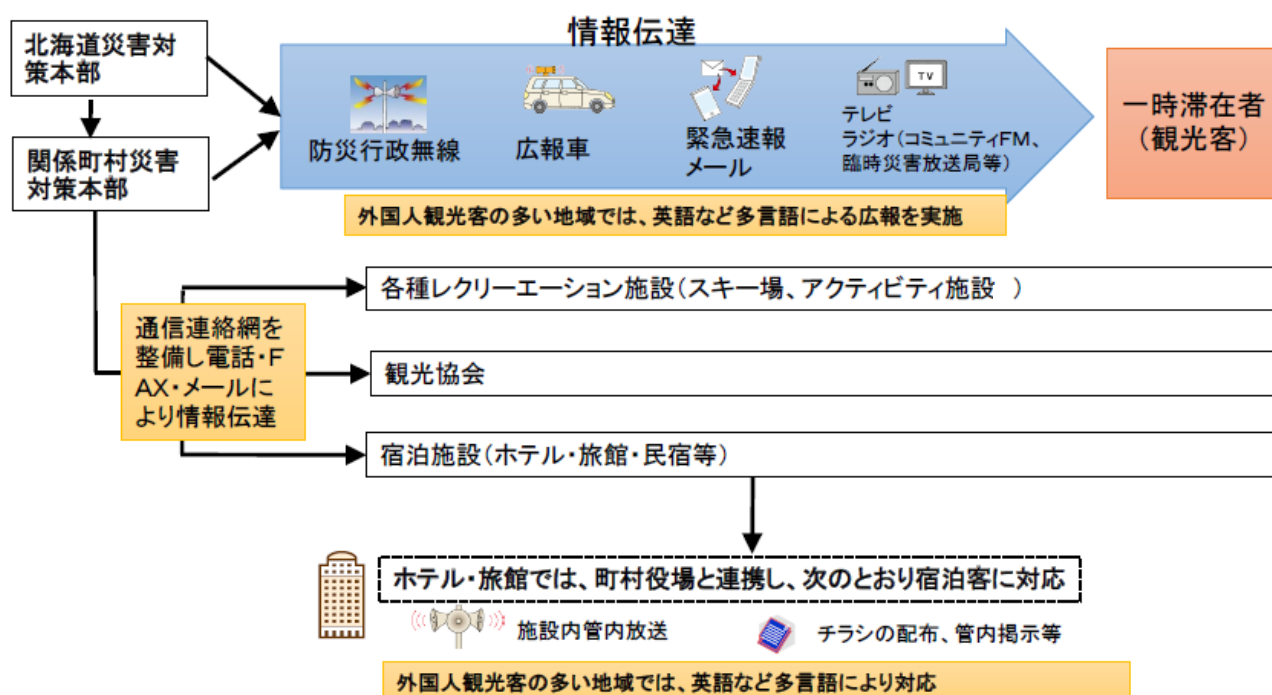 情報伝達
北海道災害対
策本部
関係町村災害
対策本部
防災行政無線
広報車
緊急速報
メール
TV
テレビ
ラジオ(コミュニティFM、
臨時災害放送局等)
一時滞在者
(観光客)
外国人観光客の多い地域では、英語など多言語による広報を実施
通信連絡網を
整備し電話・F
AX・メールに
より情報伝達
各種レクリーエーション施設(スキー場、アクティビティ施設 )
観光協会
宿泊施設(ホテル・旅館・民宿等)
ホテル・旅館では、町村役場と連携し、次のとおり宿泊客に対応
施設内管内放送
チラシの配布、管内掲示等
外国人観光客の多い地域では、英語など多言語により対応